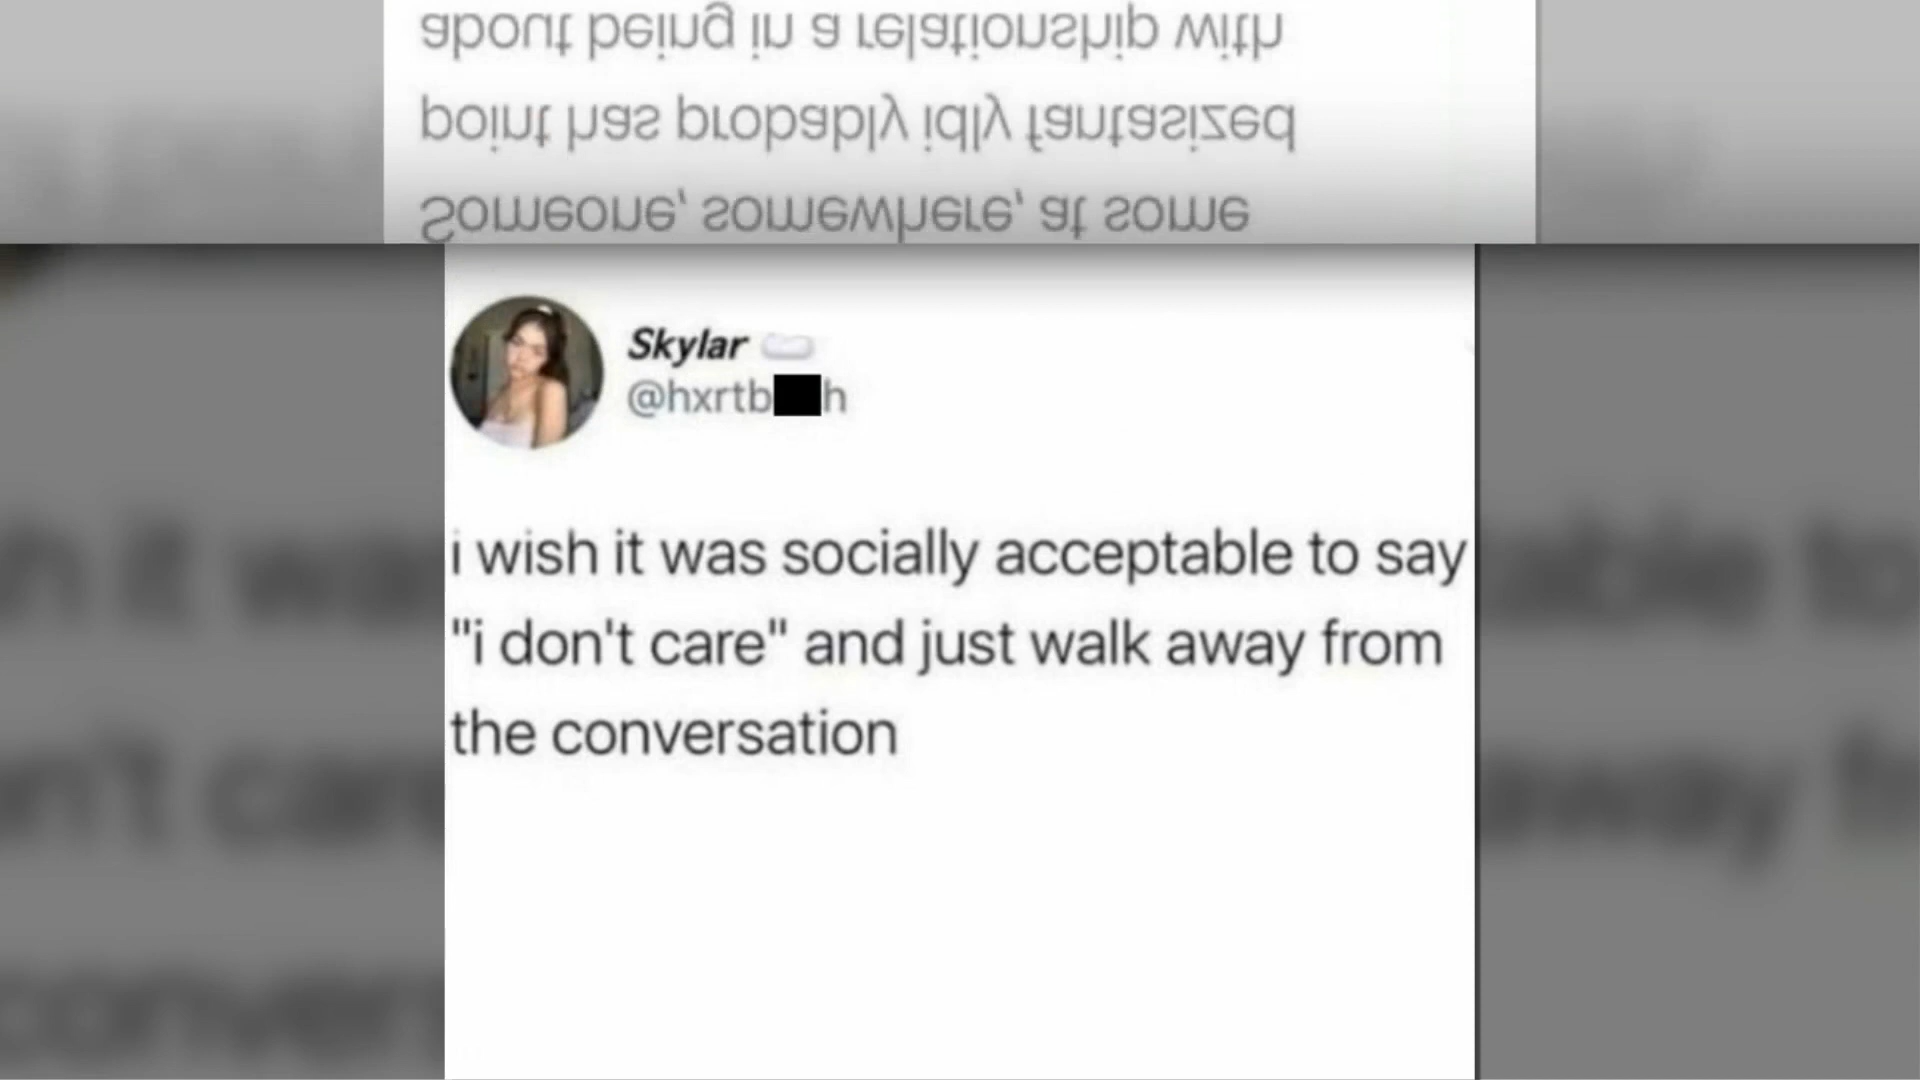 about being in a relationship with
point has probably idly fantasized
Someone, somewhere, at some
Skylar
@hxrtb h
i wish it was socially acceptable to say
"i don't care" and just walk away from
the conversation